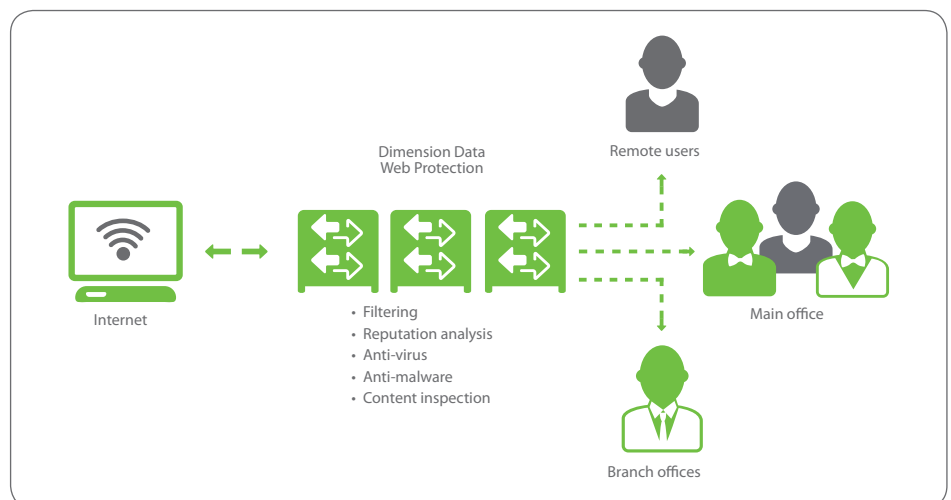 Dimension Data
Web Protection
Remote users
Internet
Main office
• Filtering
• Reputation analysis
• Anti-virus
• Anti-malware
• Content inspection
Branch offices